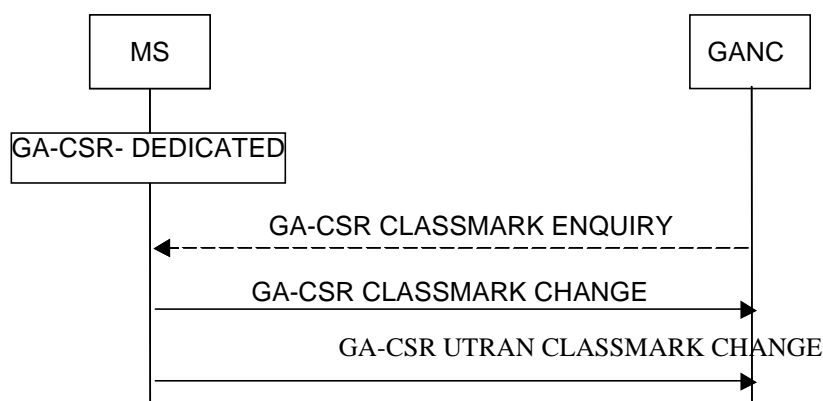 MS
GANC
GA-CSR- DEDICATED
GA-CSR CLASSMARK ENQUIRY
GA-CSR CLASSMARK CHANGE
GA-CSR UTRAN CLASSMARK CHANGE